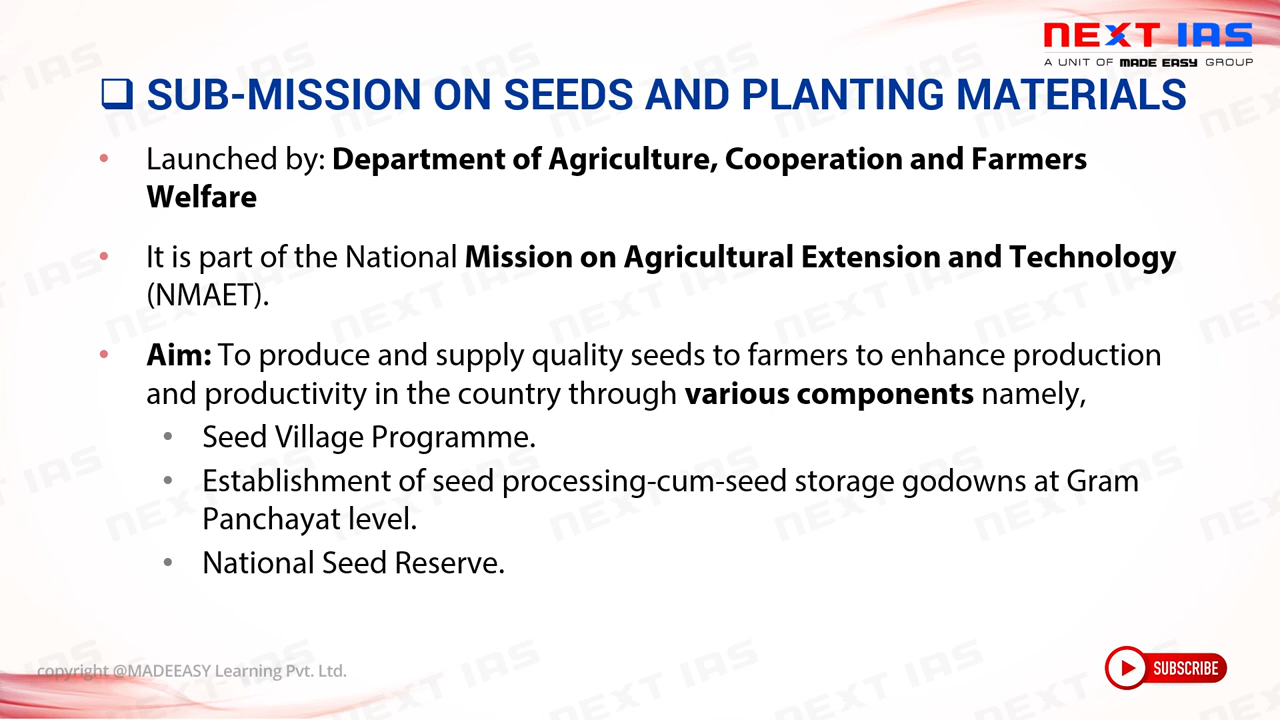 NEXT IAS
A UNIT OF MADE EASY GROUP
❑ SUB-MISSION ON SEEDS AND PLANTING MATERIALS
• Launched by: Department of Agriculture, Cooperation and Farmers
Welfare
• It is part of the National Mission on Agricultural Extension and Technology
(NMAET).
• Aim: To produce and supply quality seeds to farmers to enhance production
and productivity in the country through various components namely,
• Seed Village Programme.
• Establishment of seed processing-cum-seed storage godowns at Gram
Panchayat level.
• National Seed Reserve.
copyright @MADEEASY Learning Pvt. Ltd.
SUBSCRIBE